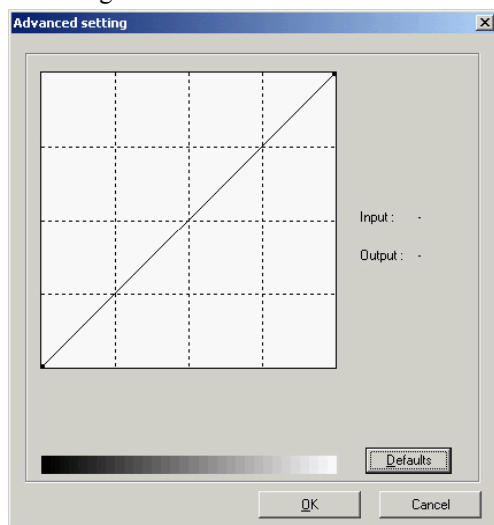 Advanced setting
Input : -
Output : -
Defaults
OK
Cancel